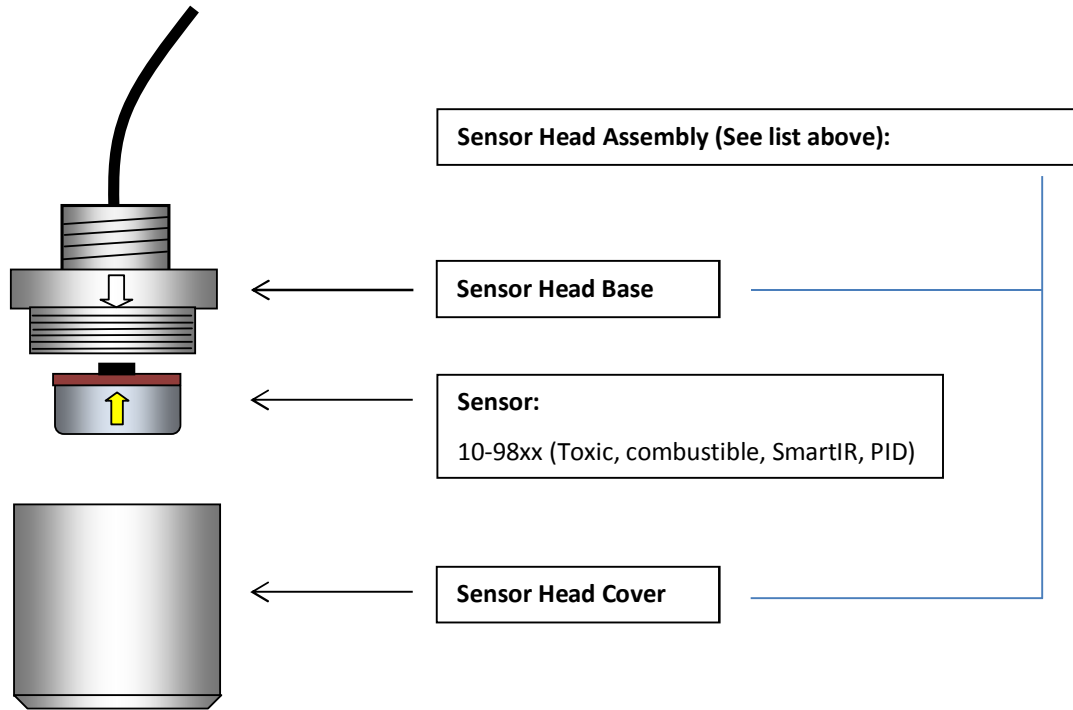 Sensor Head Assembly (See list above):
Sensor Head Base
Sensor:
10-98xx (Toxic, combustible, SmartIR, PID)
Sensor Head Cover